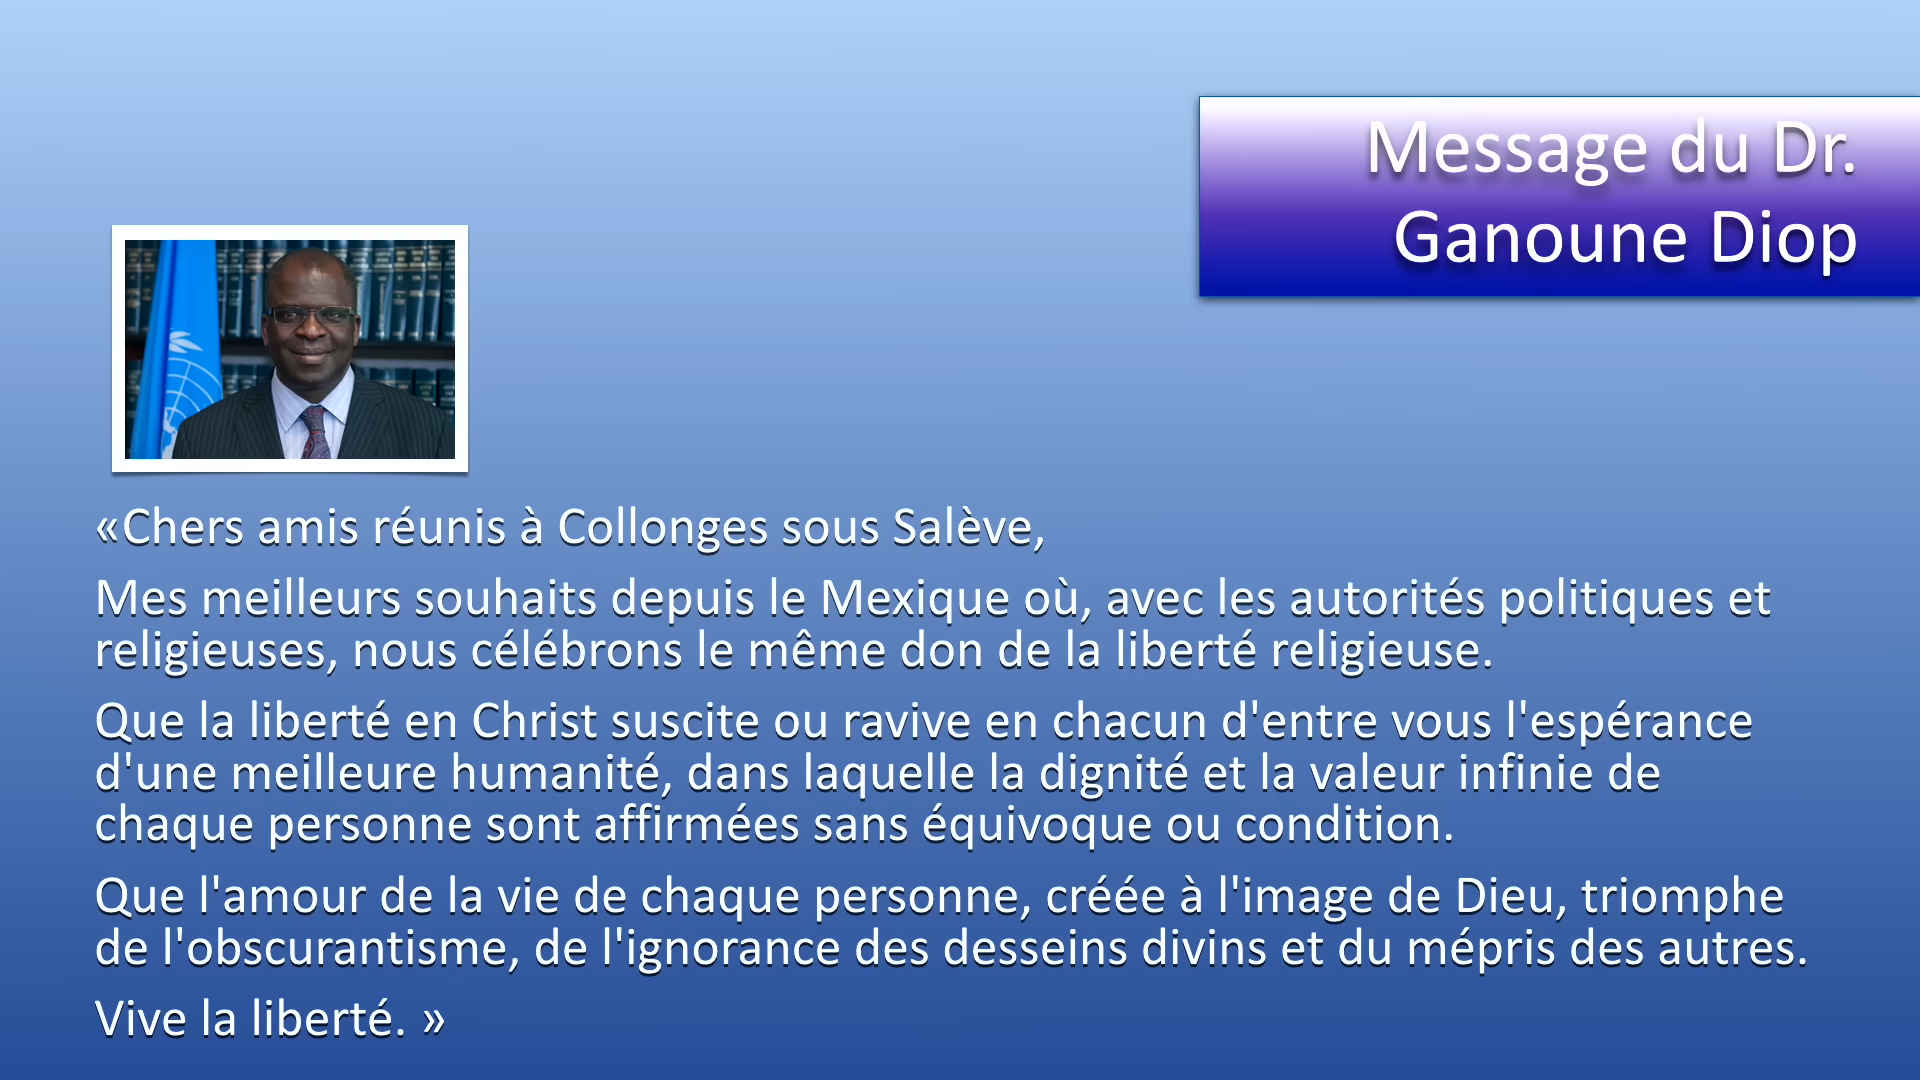 Message du Dr.
Ganoune Diop
«Chers amis réunis à Collonges sous Salève,
Mes meilleurs souhaits depuis le Mexique où, avec les autorités politiques et
religieuses, nous célébrons le même don de la liberté religieuse.
Que la liberté en Christ suscite ou ravive en chacun d'entre vous l'espérance
d'une meilleure humanité, dans laquelle la dignité et la valeur infinie de
chaque personne sont affirmées sans équivoque ou condition.
Que l'amour de la vie de chaque personne, créée à l'image de Dieu, triomphe
de l'obscurantisme, de l'ignorance des desseins divins et du mépris des autres.
Vive la liberté. »